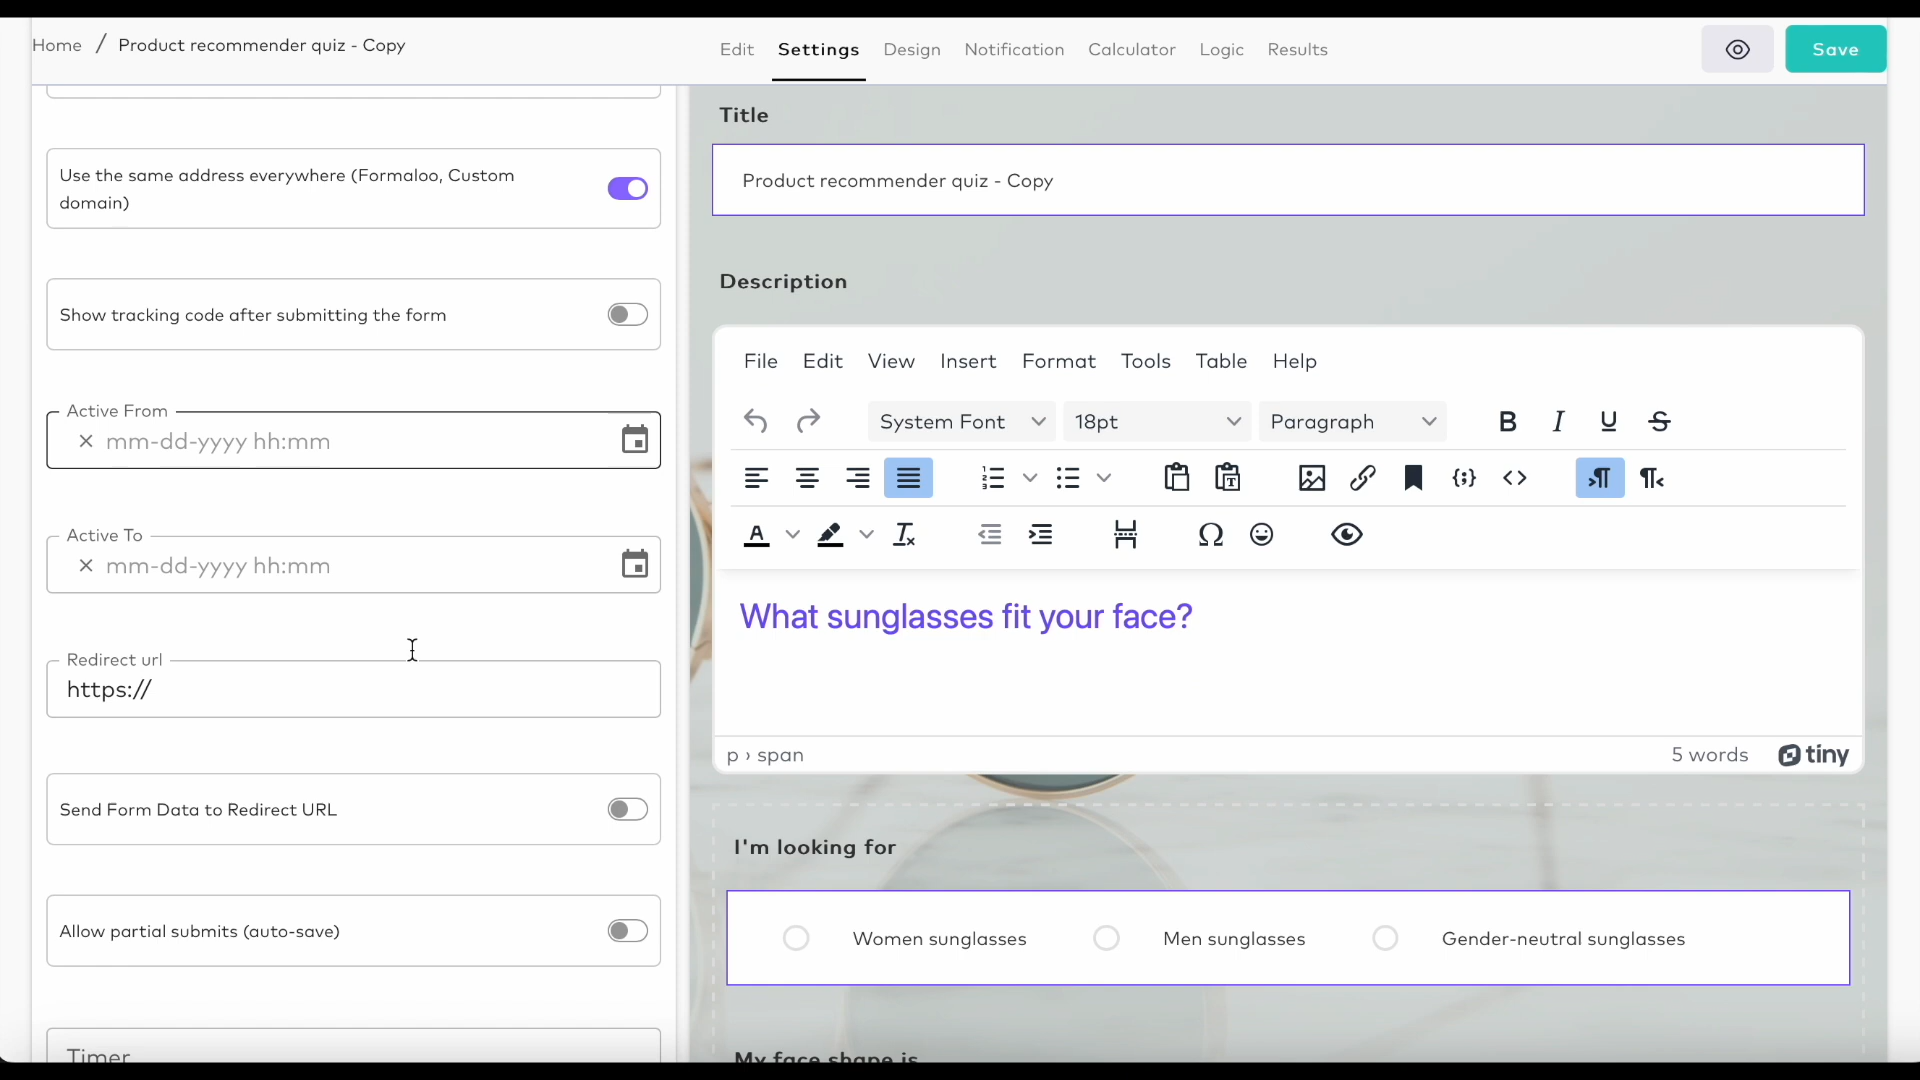 Home / Product recommender quiz - Copy
Edit Settings Design Notification Calculator Logic Results
Save
Use the same address everywhere (Formaloo, Custom
domain)
Show tracking code after submitting the form
Active From
mm-dd-yyyy hh:mm
Active To
mm-dd-yyyy hh:mm
Redirect url
https://
Send Form Data to Redirect URL
Allow partial submits (auto-save)
Timer
Title
Product recommender quiz - Copy
Description
File Edit View Insert Format Tools Table Help
System Font 18pt Paragraph
What sunglasses fit your face?
p › span
5 words tiny
I'm looking for
Women sunglasses Men sunglasses Gender-neutral sunglasses
My face shape is